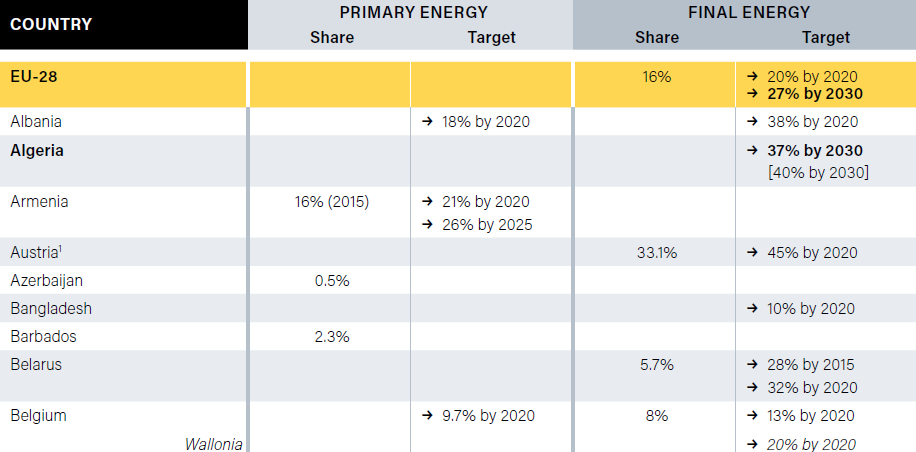 COUNTRY PRIMARY ENERGY FINAL ENERGY
Share Target Share Target
EU-28 16% → 20% by 2020
→ 27% by 2030
Albania → 18% by 2020 → 38% by 2020
Algeria → 37% by 2030
[40% by 2030]
Armenia 16% (2015) → 21% by 2020
→ 26% by 2025
Austria¹ 33.1% → 45% by 2020
Azerbaijan 0.5%
Bangladesh → 10% by 2020
Barbados 2.3%
Belarus 5.7% → 28% by 2015
→ 32% by 2020
Belgium → 9.7% by 2020 8% → 13% by 2020
Wallonia → 20% by 2020